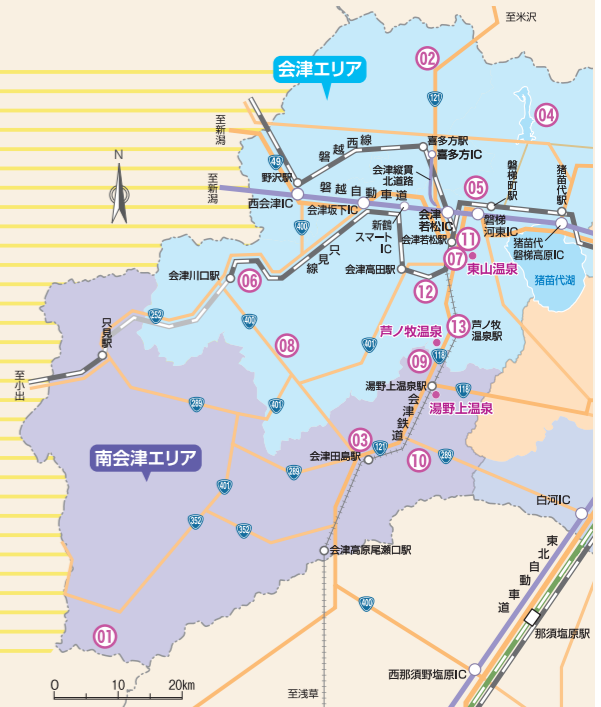 至米沢
会津エリア
02
121
04
至新潟
磐越西線
喜多方駅
喜多方IC
49
野沢駅
会津縦貫
北道路
磐梯町駅
猪苗代駅
至新潟
西会津IC
磐越自動車道
会津坂下IC
05
N
400
新鶴
スマート
IC
会津
若松IC
会津若松駅
磐梯
河東IC
猪苗代
磐梯高原IC
11
07
東山温泉
猪苗代湖
只見線
会津川口駅
06
会津高田駅
12
252
400
只見駅
08
401
芦ノ牧温泉
13
芦ノ牧
温泉駅
118
09
至小出
湯野上温泉駅
118
湯野上温泉
289
401
会津鉄道
03
121
南会津エリア
会津田島駅
10
289
289
401
352
352
白河IC
会津高原尾瀬口駅
東北自動車道
400
那須塩原駅
01
西那須野塩原IC
0 10 20km
至浅草